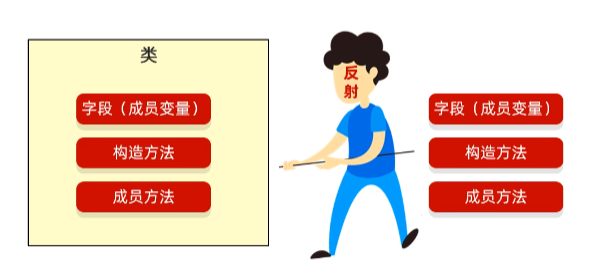 类
字段（成员变量）
构造方法
成员方法
反
射
字段（成员变量）
构造方法
成员方法